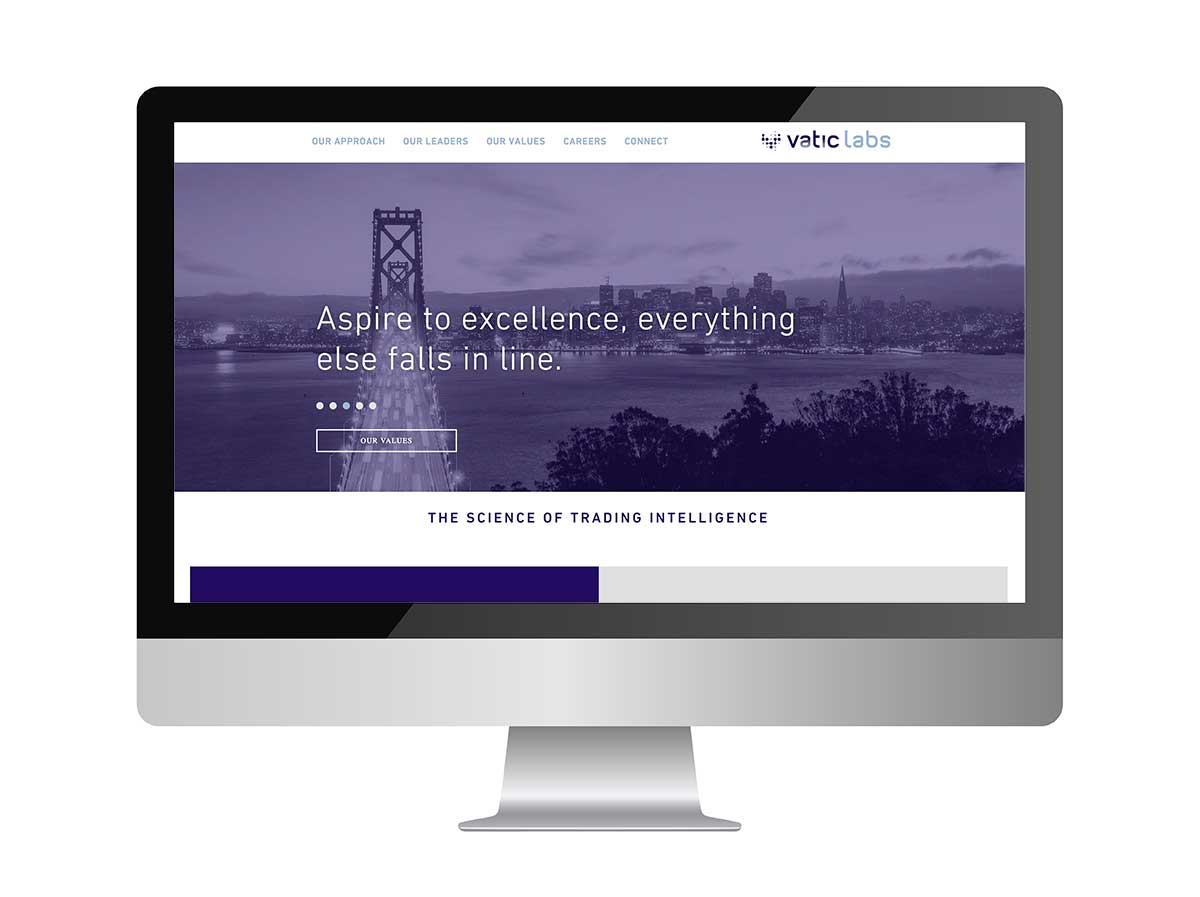 OUR APPROACH OUR LEADERS OUR VALUES CAREERS CONNECT vatic labs
Aspire to excellence, everything
else falls in line.
OUR VALUES
THE SCIENCE OF TRADING INTELLIGENCE